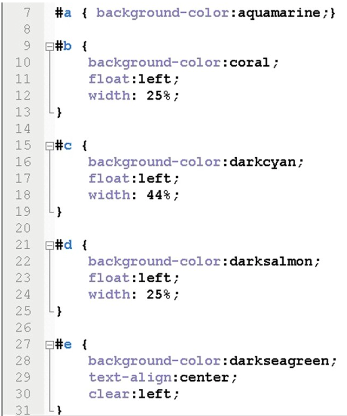 7 #a { background-color:aquamarine;}
8
9 #b {
10 background-color:coral;
11 float:left;
12 width: 25%;
13 }
14
15 #c {
16 background-color:darkcyan;
17 float:left;
18 width: 44%;
19 }
20
21 #d {
22 background-color:darksalmon;
23 float:left;
24 width: 25%;
25 }
26
27 #e {
28 background-color:darkseagreen;
29 text-align:center;
30 clear:left;
31 }